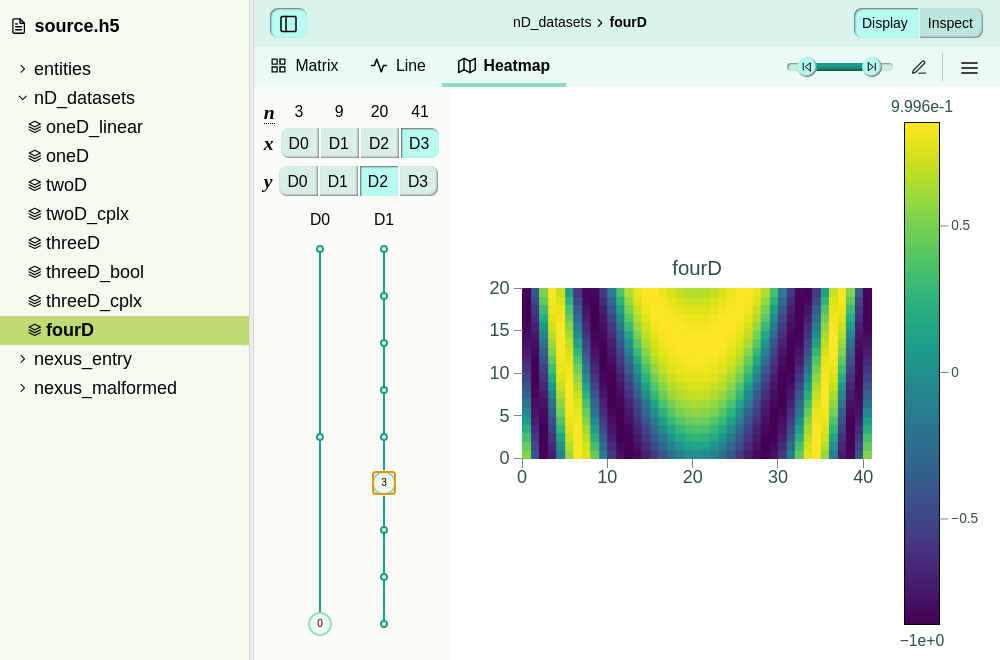 source.h5
entities
nD_datasets
oneD_linear
oneD
twoD
twoD_cplx
threeD
threeD_bool
threeD_cplx
fourD
nexus_entry
nexus_malformed
nD_datasets › fourD
Display Inspect
Matrix Line Heatmap
n 3 9 20 41
x D0 D1 D2 D3
y D0 D1 D2 D3
D0 D1
3
0
fourD
20
15
10
5
0
0 10 20 30 40
9.996e-1
0.5
0
−0.5
−1e+0